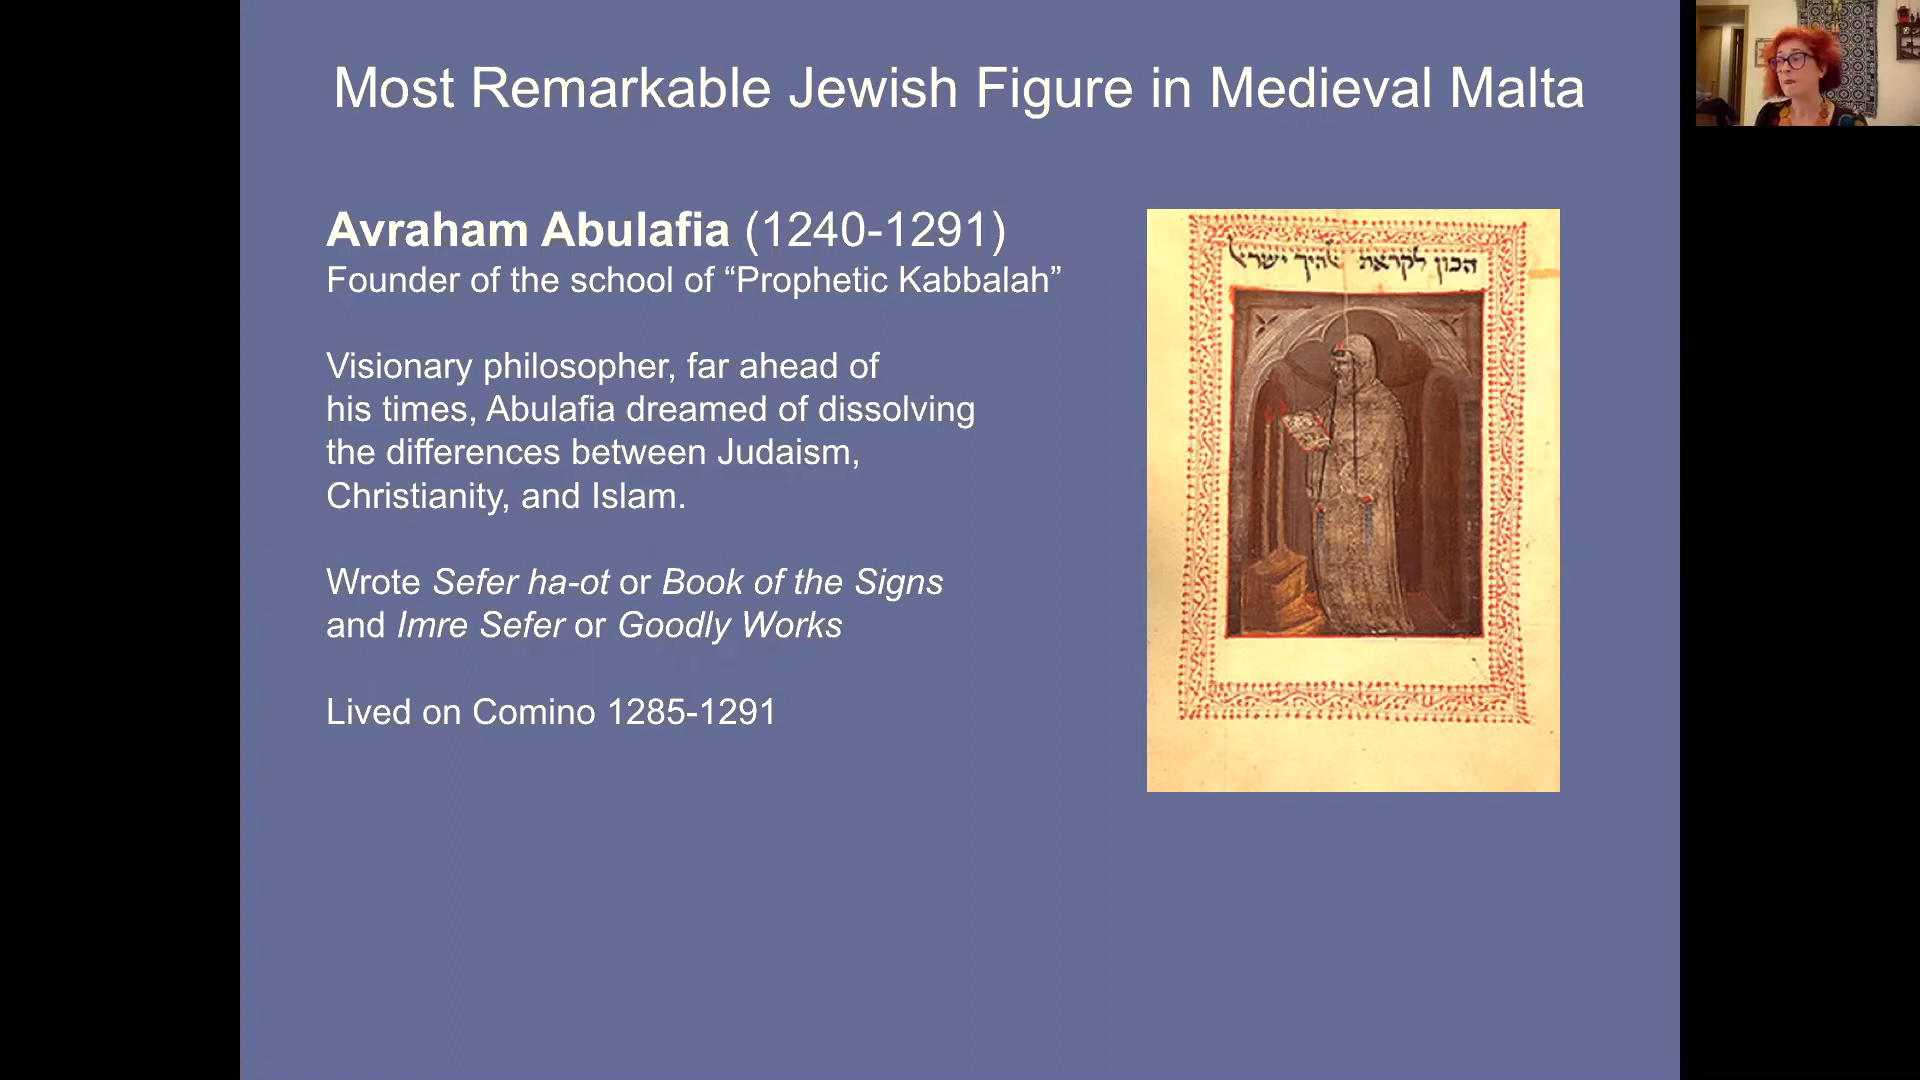 Most Remarkable Jewish Figure in Medieval Malta
Avraham Abulafia (1240-1291)
Founder of the school of “Prophetic Kabbalah”
Visionary philosopher, far ahead of
his times, Abulafia dreamed of dissolving
the differences between Judaism,
Christianity, and Islam.
Wrote Sefer ha-ot or Book of the Signs
and Imre Sefer or Goodly Works
Lived on Comino 1285-1291
הכון לקראת אלהיך ישראל